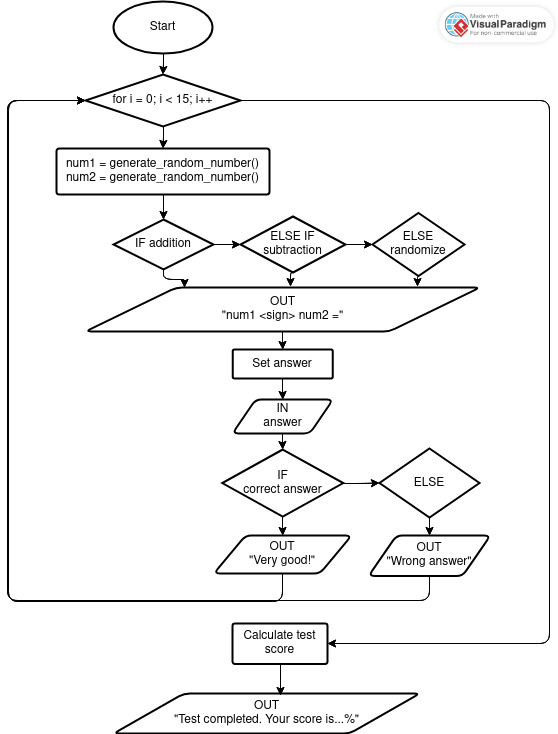 Made with
VisualParadigm
For non-commercial use
Start
for i = 0; i < 15; i++
num1 = generate_random_number()
num2 = generate_random_number()
IF addition
ELSE IF
subtraction
ELSE
randomize
OUT
"num1 <sign> num2 ="
Set answer
IN
answer
IF
correct answer
ELSE
OUT
"Very good!"
OUT
"Wrong answer"
Calculate test
score
OUT
"Test completed. Your score is...%"